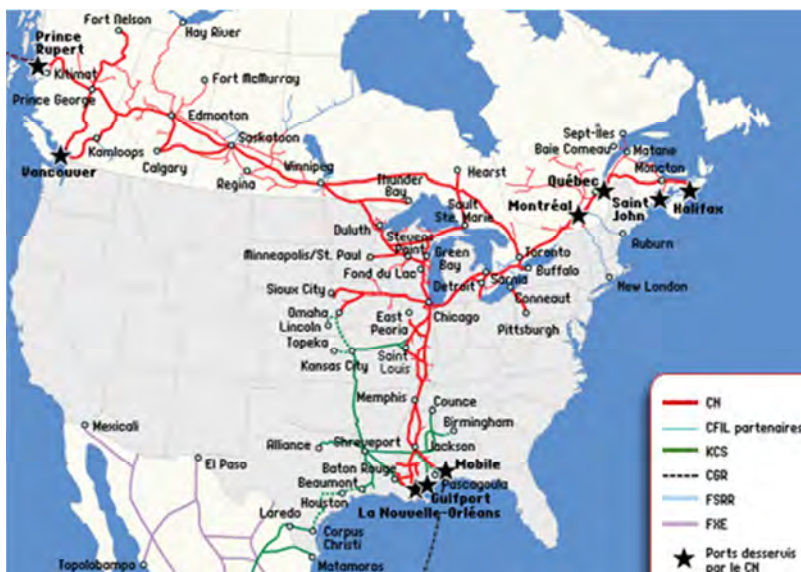 Fort Nelson
Hay River
Prince
Rupert
Kitimat
Fort McMurray
Prince George
Edmonton
Saskatoon
Kamloops
Calgary
Vancouver
Regina
Winnipeg
Thunder
Bay
Hearst
Sault
Ste. Marie
Sept-Îles
Baie Comeau
Matane
Moncton
Québec
Montréal
Saint
John
Halifax
Duluth
Stevens
Point
Minneapolis/St. Paul
Green
Bay
Fond du Lac
Toronto
Buffalo
Auburn
Detroit
Sarnia
New London
Sioux City
Conneaut
Omaha
Lincoln
East
Peoria
Chicago
Pittsburgh
Topeka
Kansas City
Saint
Louis
Memphis
Counce
Birmingham
Mexicali
Alliance
Shreveport
Jackson
El Paso
Baton Rouge
Mobile
Beaumont
Pascagoula
Houston
Gulfport
La Nouvelle-Orléans
Laredo
Corpus
Christi
Topolobampo
Matamoros
CN
CFIL partenaires
KCS
CGR
FSRR
FXE
Ports desservis
par le CN